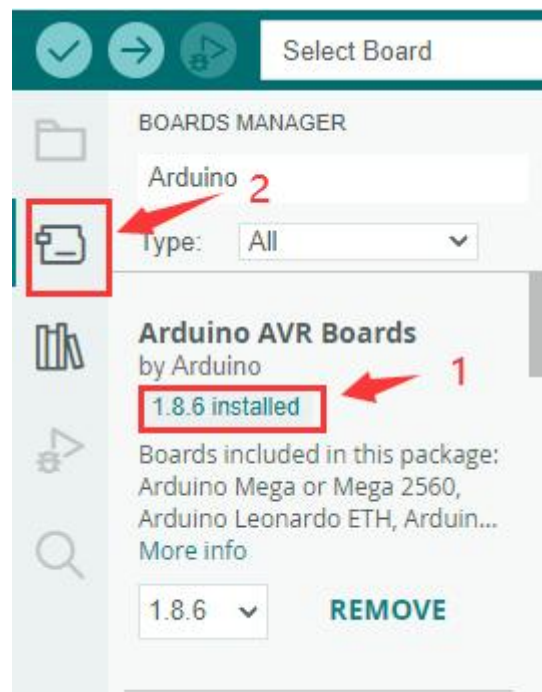 Select Board
BOARDS MANAGER
Arduino
2
Type: All
Arduino AVR Boards
by Arduino
1
1.8.6 installed
Boards included in this package:
Arduino Mega or Mega 2560,
Arduino Leonardo ETH, Arduin...
More info
1.8.6 REMOVE